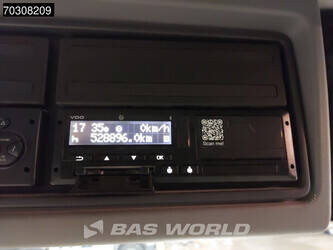 70308209
VDO
17 35 0km/h
528896.0km
OK
Scan me!
BAS WORLD